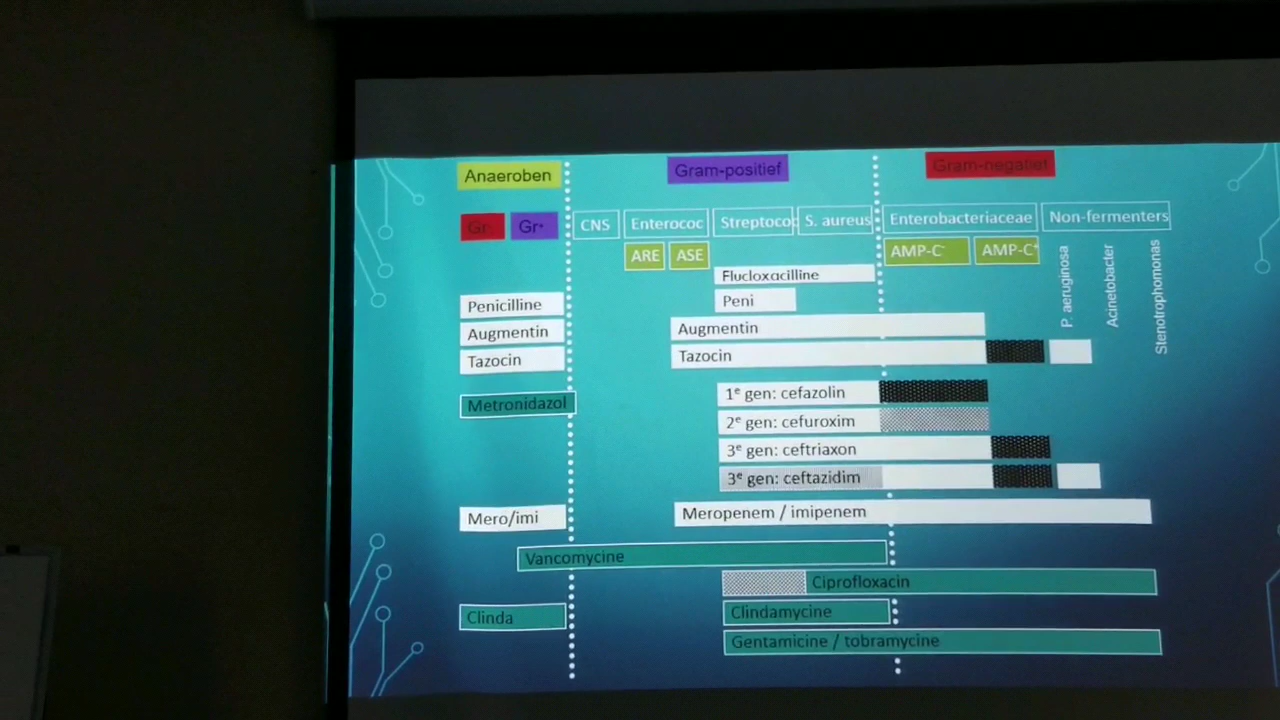 Anaeroben Gram-positief Gram-negatief
Gr- Gr+ CNS Enterococ Streptococ S. aureus Enterobacteriaceae Non-fermenters
ARE ASE AMP-C- AMP-C+
P. aeruginosa
Acinetobacter
Stenotrophomonas
Flucloxacilline
Penicilline Peni
Augmentin Augmentin
Tazocin Tazocin
1e gen: cefazolin
Metronidazol
2e gen: cefuroxim
3e gen: ceftriaxon
3e gen: ceftazidim
Mero/imi Meropenem / imipenem
Vancomycine
Ciprofloxacin
Clinda Clindamycine
Gentamicine / tobramycine